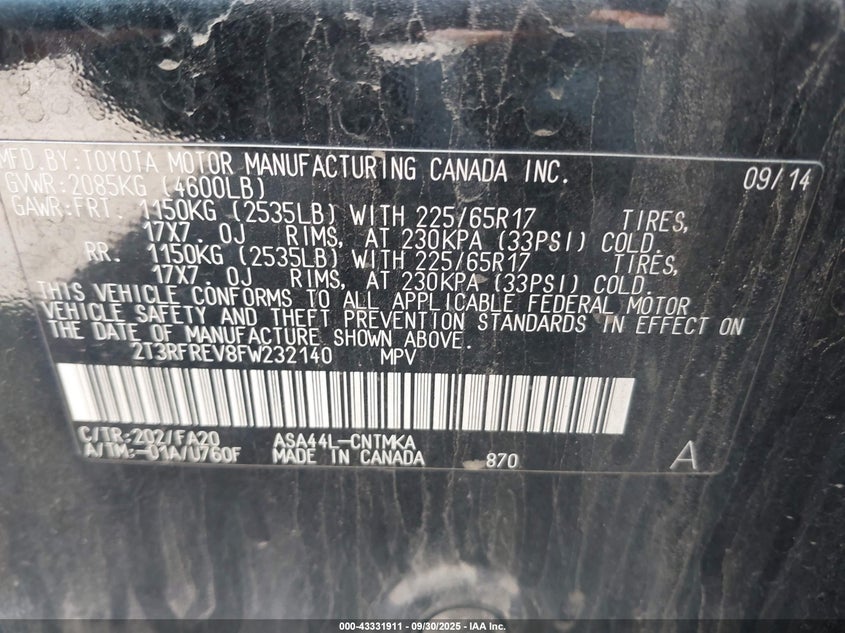 MFD BY:TOYOTA MOTOR MANUFACTURING CANADA INC. 09/14
GVWR:2085KG (4600LB)
GAWR:FRT. 1150KG (2535LB) WITH 225/65R17 TIRES,
17X7.0J RIMS, AT 230KPA (33PSI) COLD.
RR. 1150KG (2535LB) WITH 225/65R17 TIRES,
17X7.0J RIMS, AT 230KPA (33PSI) COLD.
THIS VEHICLE CONFORMS TO ALL APPLICABLE FEDERAL MOTOR
VEHICLE SAFETY AND THEFT PREVENTION STANDARDS IN EFFECT ON
THE DATE OF MANUFACTURE SHOWN ABOVE.
2T3RFREV8FW232140 MPV
C/TR:202/FA20 ASA44L-CNTMKA
A/TM:-01A/U760F MADE IN CANADA 870 A
000-43331911 - 09/30/2025 - IAA Inc.